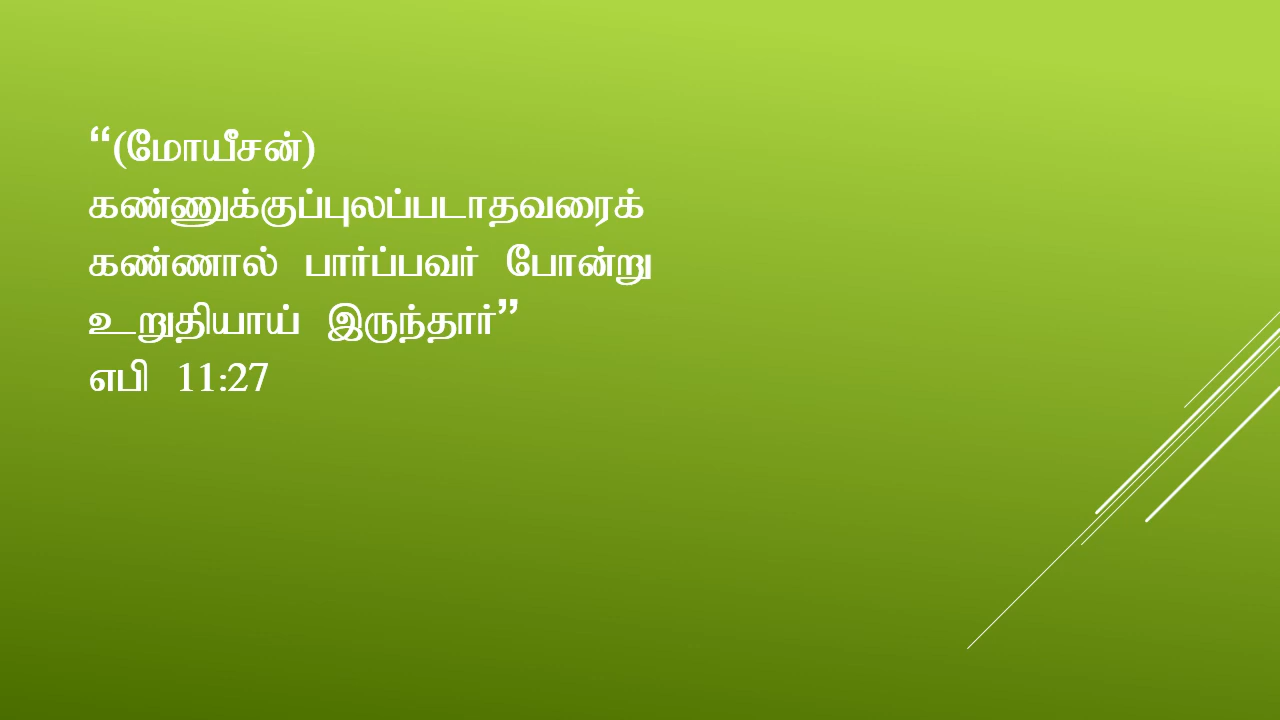 “(மோயீசன்)
கண்ணுக்குப்புலப்படாதவரைக்
கண்ணால் பார்ப்பவர் போன்று
உறுதியாய் இருந்தார்”
எபி 11:27